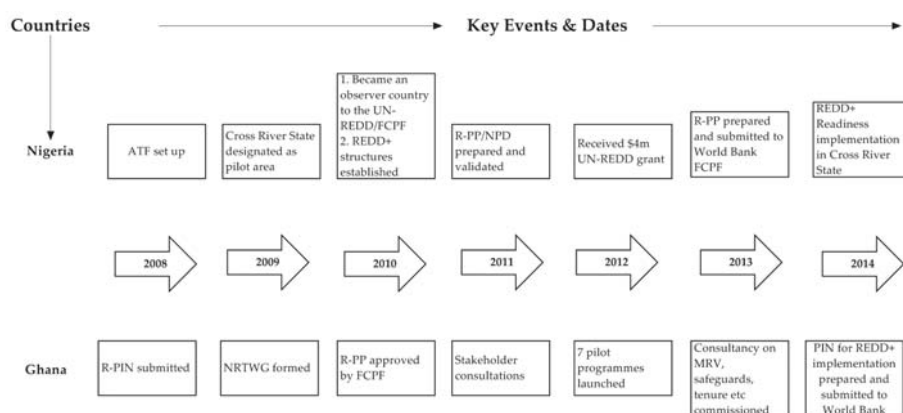 Countries
Key Events & Dates
Nigeria
ATF set up
Cross River State
designated as
pilot area
1. Became an
observer country
to the UN-
REDD/FCPF
2. REDD+
structures
established
R-PP/NPD
prepared and
validated
Received $4m
UN-REDD grant
R-PP prepared
and submitted to
World Bank
FCPF
REDD+
Readiness
implementation
in Cross River
State
2008
2009
2010
2011
2012
2013
2014
Ghana
R-PIN submitted
NRTWG formed
R-PP approved
by FCPF
Stakeholder
consultations
7 pilot
programmes
launched
Consultancy on
MRV,
safeguards,
tenure etc
commissioned
PIN for REDD+
implementation
prepared and
submitted to
World Bank